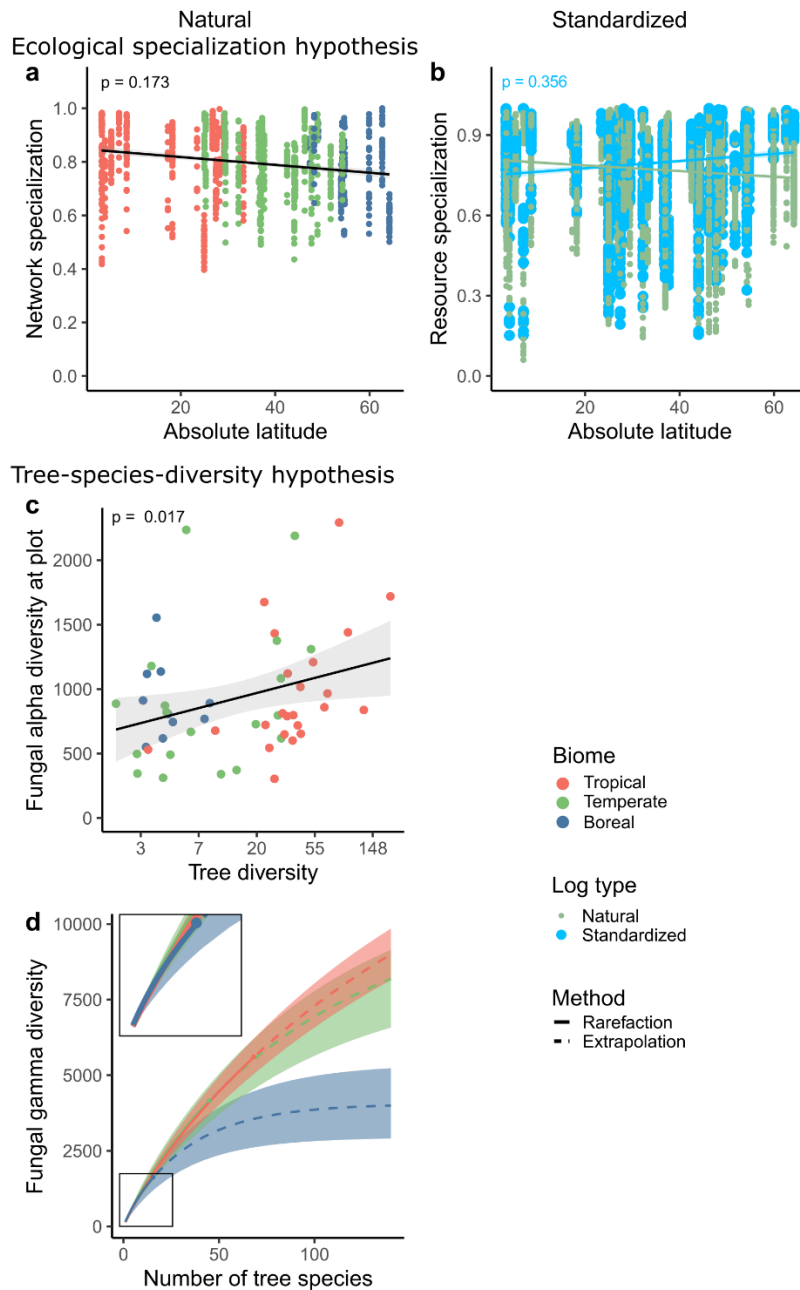 Natural
Standardized
Ecological specialization hypothesis
a
p = 0.173
1.0
0.8
0.6
0.4
0.2
0.0
Network specialization
20
40
60
Absolute latitude
b
p = 0.356
0.9
0.6
0.3
0.0
Resource specialization
20
40
60
Absolute latitude
Tree-species-diversity hypothesis
c
p = 0.017
2000
1500
1000
500
0
Fungal alpha diversity at plot
3
7
20
55
148
Tree diversity
d
10000
7500
5000
2500
0
Fungal gamma diversity
0
50
100
Number of tree species
Biome
Tropical
Temperate
Boreal
Log type
Natural
Standardized
Method
Rarefaction
Extrapolation